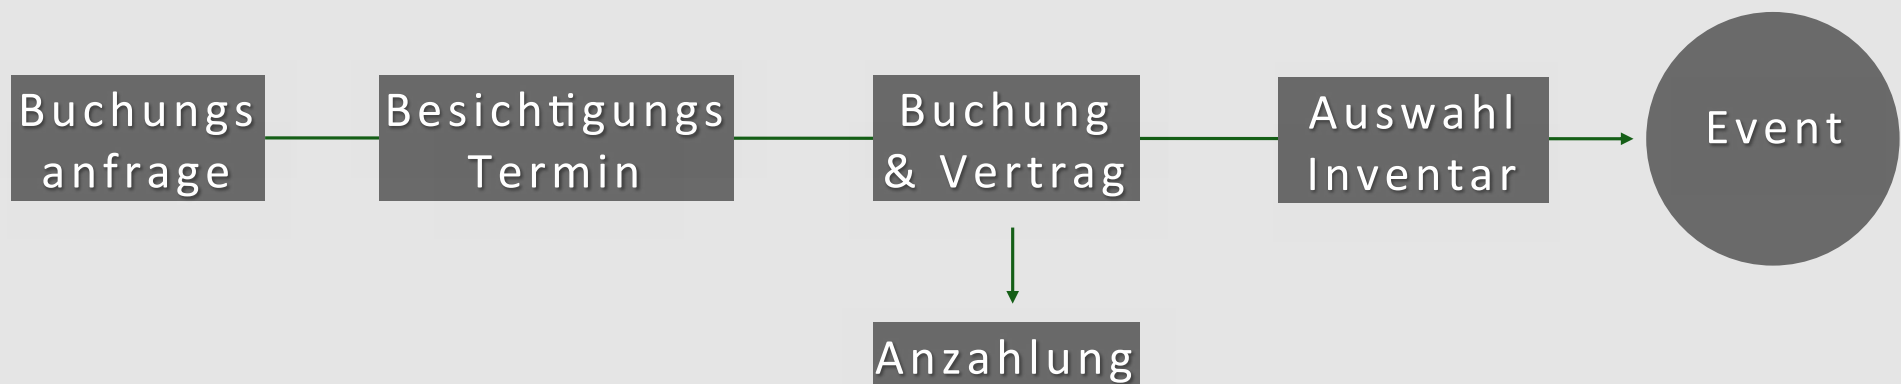 Buchungs
anfrage
Besichtigungs
Termin
Buchung
& Vertrag
Auswahl
Inventar
Event
Anzahlung